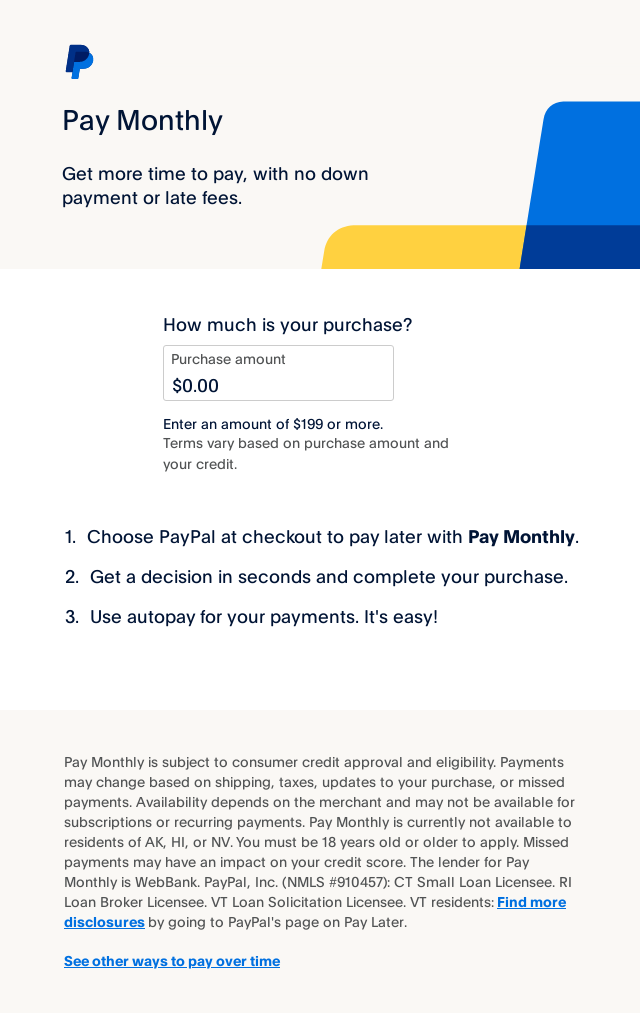 Pay Monthly
Get more time to pay, with no down
payment or late fees.
How much is your purchase?
Purchase amount
$0.00
Enter an amount of $199 or more.
Terms vary based on purchase amount and
your credit.
1. Choose PayPal at checkout to pay later with Pay Monthly.
2. Get a decision in seconds and complete your purchase.
3. Use autopay for your payments. It's easy!
Pay Monthly is subject to consumer credit approval and eligibility. Payments
may change based on shipping, taxes, updates to your purchase, or missed
payments. Availability depends on the merchant and may not be available for
subscriptions or recurring payments. Pay Monthly is currently not available to
residents of AK, HI, or NV. You must be 18 years old or older to apply. Missed
payments may have an impact on your credit score. The lender for Pay
Monthly is WebBank. PayPal, Inc. (NMLS #910457): CT Small Loan Licensee. RI
Loan Broker Licensee. VT Loan Solicitation Licensee. VT residents: Find more
disclosures by going to PayPal's page on Pay Later.
See other ways to pay over time